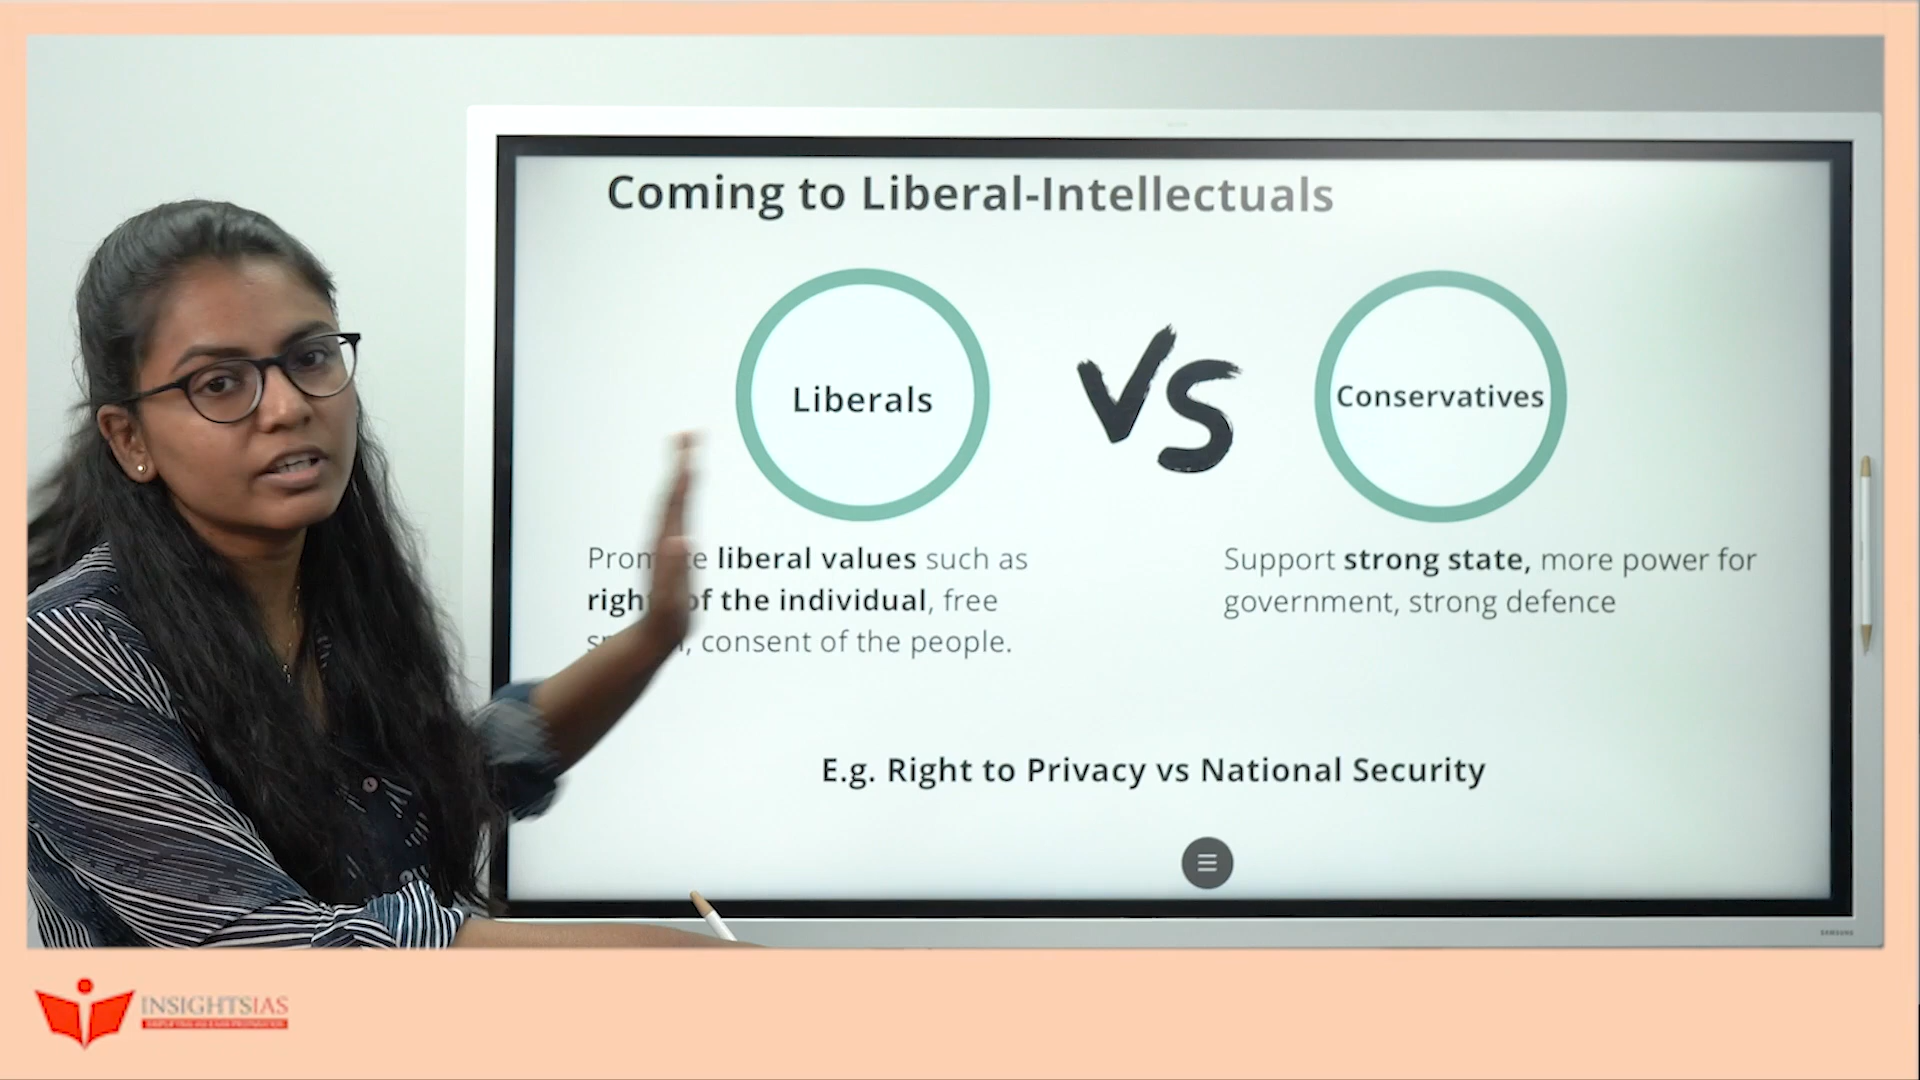 Coming to Liberal-Intellectuals
Liberals
VS
Conservatives
liberal values such as
of the individual, free
consent of the people.
Support strong state, more power for
government, strong defence
E.g. Right to Privacy vs National Security
SAMSUNG
INSIGHTSIAS